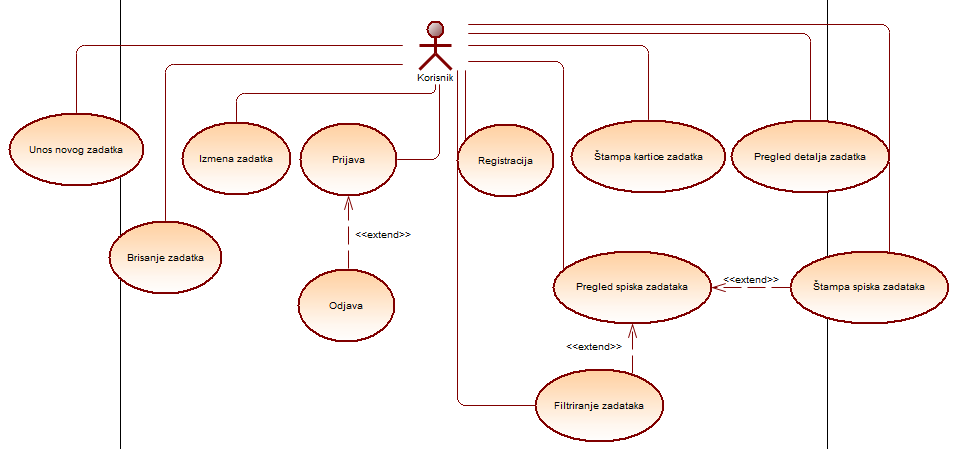 Korisnik
Unos novog zadatka
Izmena zadatka
Prijava
Registracija
Štampa kartice zadatka
Pregled detalja zadatka
<<extend>>
Brisanje zadatka
Odjava
Pregled spiska zadataka
<<extend>>
Štampa spiska zadataka
<<extend>>
Filtriranje zadataka